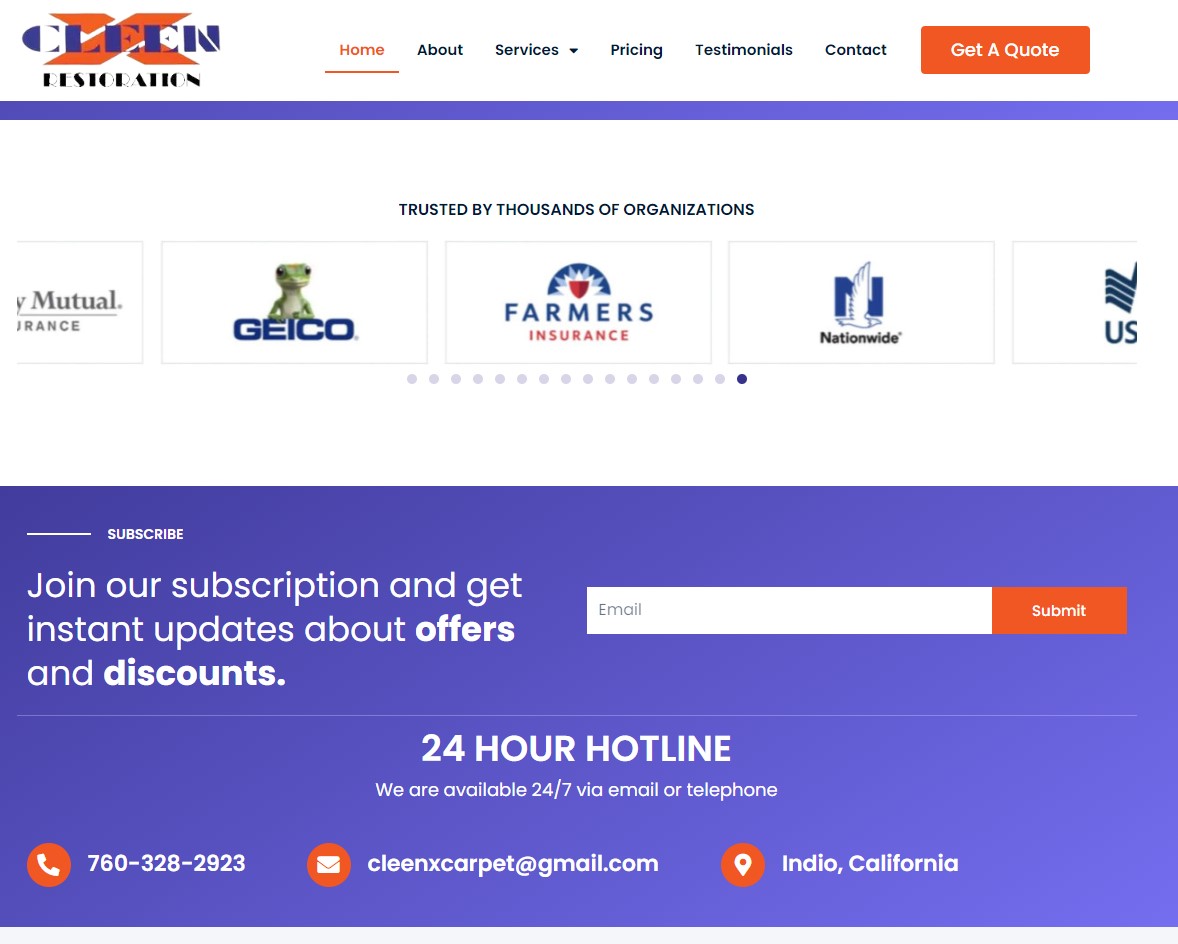 CLEEN
RESTORATION
Home About Services Pricing Testimonials Contact Get A Quote
TRUSTED BY THOUSANDS OF ORGANIZATIONS
y Mutual.
URANCE
GEICO
FARMERS
INSURANCE
Nationwide®
US
SUBSCRIBE
Join our subscription and get
instant updates about offers
and discounts.
Email
Submit
24 HOUR HOTLINE
We are available 24/7 via email or telephone
760-328-2923 cleenxcarpet@gmail.com Indio, California